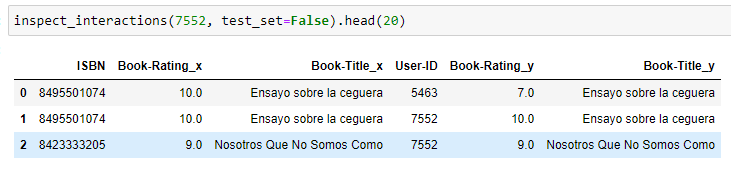 inspect_interactions(7552, test_set=False).head(20)
ISBN Book-Rating_x Book-Title_x User-ID Book-Rating_y Book-Title_y
0 8495501074 10.0 Ensayo sobre la ceguera 5463 7.0 Ensayo sobre la ceguera
1 8495501074 10.0 Ensayo sobre la ceguera 7552 10.0 Ensayo sobre la ceguera
2 8423333205 9.0 Nosotros Que No Somos Como 7552 9.0 Nosotros Que No Somos Como